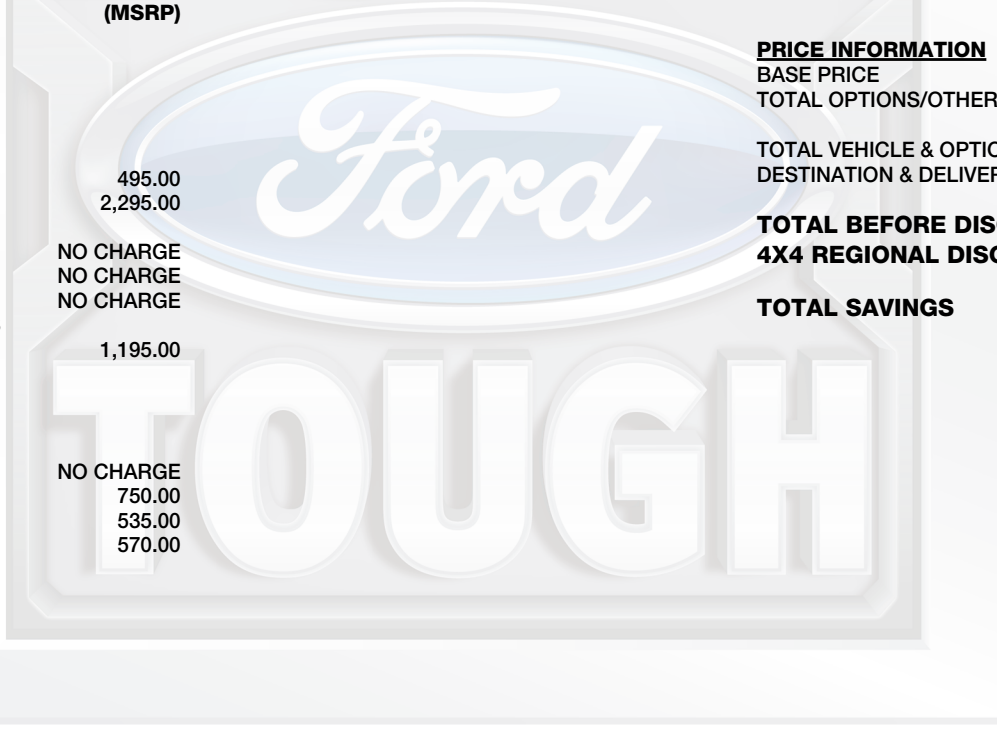 (MSRP)
495.00
2,295.00
NO CHARGE
NO CHARGE
NO CHARGE
1,195.00
NO CHARGE
750.00
535.00
570.00
PRICE INFORMATION
BASE PRICE
TOTAL OPTIONS/OTHER
TOTAL VEHICLE & OPTIO
DESTINATION & DELIVER
TOTAL BEFORE DISC
4X4 REGIONAL DISC
TOTAL SAVINGS
Ford
TOUGH